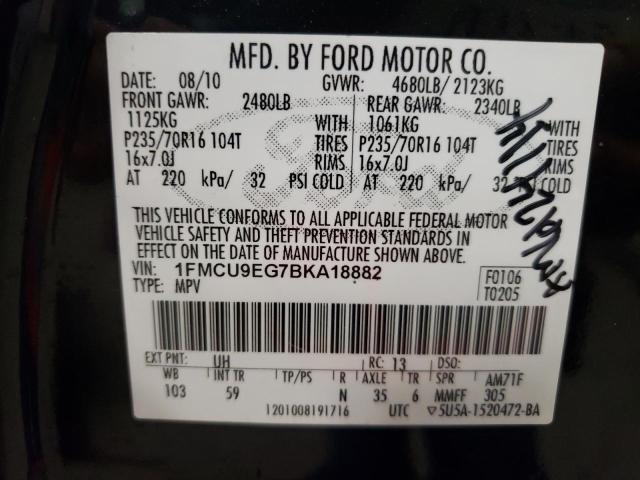 MFD. BY FORD MOTOR CO.
DATE: 08/10 GVWR: 4680LB/ 2123KG
FRONT GAWR: 2480LB REAR GAWR: 2340LB
1125KG 1061KG WITH
P235/70R16 104T TIRES P235/70R16 104T TIRES
16x7.0J RIMS 16x7.0J RIMS
AT 220 kPa/ 32 PSI COLD AT 220 kPa/ 32 PSI COLD
THIS VEHICLE CONFORMS TO ALL APPLICABLE FEDERAL MOTOR
VEHICLE SAFETY AND THEFT PREVENTION STANDARDS IN
EFFECT ON THE DATE OF MANUFACTURE SHOWN ABOVE.
VIN: 1FMCU9EG7BKA18882 F0106
TYPE: MPV T0205
EXT PNT: UH RC: 13 DSO:
WB INT TR TP/PS R AXLE TR SPR AM71F
103 59 N 35 6 MMFF 305
1201008191716 UTC ▽5U5A-1520472-BA